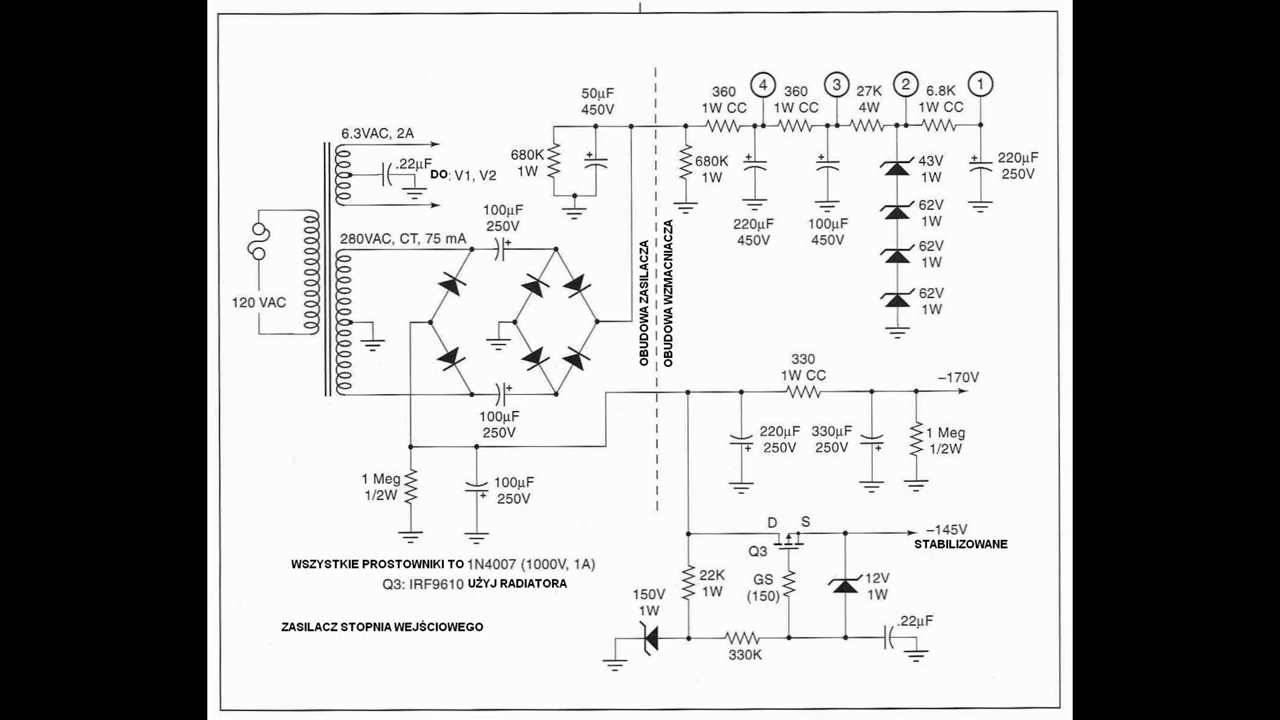 50µF
450V
360
1W CC
4
360
1W CC
3
27K
4W
2
6.8K
1W CC
1
6.3VAC, 2A
.22µF
DO: V1, V2
680K
1W
680K
1W
220µF
450V
100µF
450V
43V
1W
62V
1W
62V
1W
62V
1W
220µF
250V
100µF
250V
280VAC, CT, 75 mA
120 VAC
OBUDOWA ZASILACZA
OBUDOWA WZMACNIACZA
100µF
250V
330
1W CC
–170V
220µF
250V
330µF
250V
1 Meg
1/2W
1 Meg
1/2W
100µF
250V
D
S
Q3
–145V
STABILIZOWANE
WSZYSTKIE PROSTOWNIKI TO 1N4007 (1000V, 1A)
Q3: IRF9610 UŻYJ RADIATORA
22K
1W
GS
(150)
12V
1W
150V
1W
330K
.22µF
ZASILACZ STOPNIA WEJŚCIOWEGO